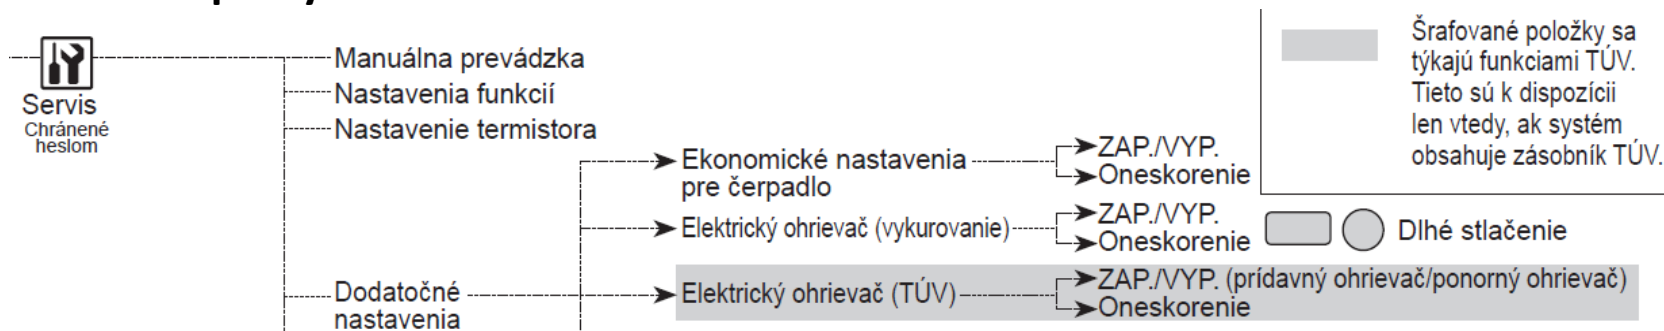 Servis
Chránené
heslom
Manuálna prevádzka
Nastavenia funkcií
Nastavenie termistora
Dodatočné
nastavenia
Ekonomické nastavenia
pre čerpadlo
ZAP./VYP.
Oneskorenie
Elektrický ohrievač (vykurovanie)
ZAP./VYP.
Oneskorenie
Elektrický ohrievač (TÚV)
ZAP./VYP. (prídavný ohrievač/ponorný ohrievač)
Oneskorenie
Šrafované položky sa
týkajú funkciami TÚV.
Tieto sú k dispozícii
len vtedy, ak systém
obsahuje zásobník TÚV.
Dlhé stlačenie